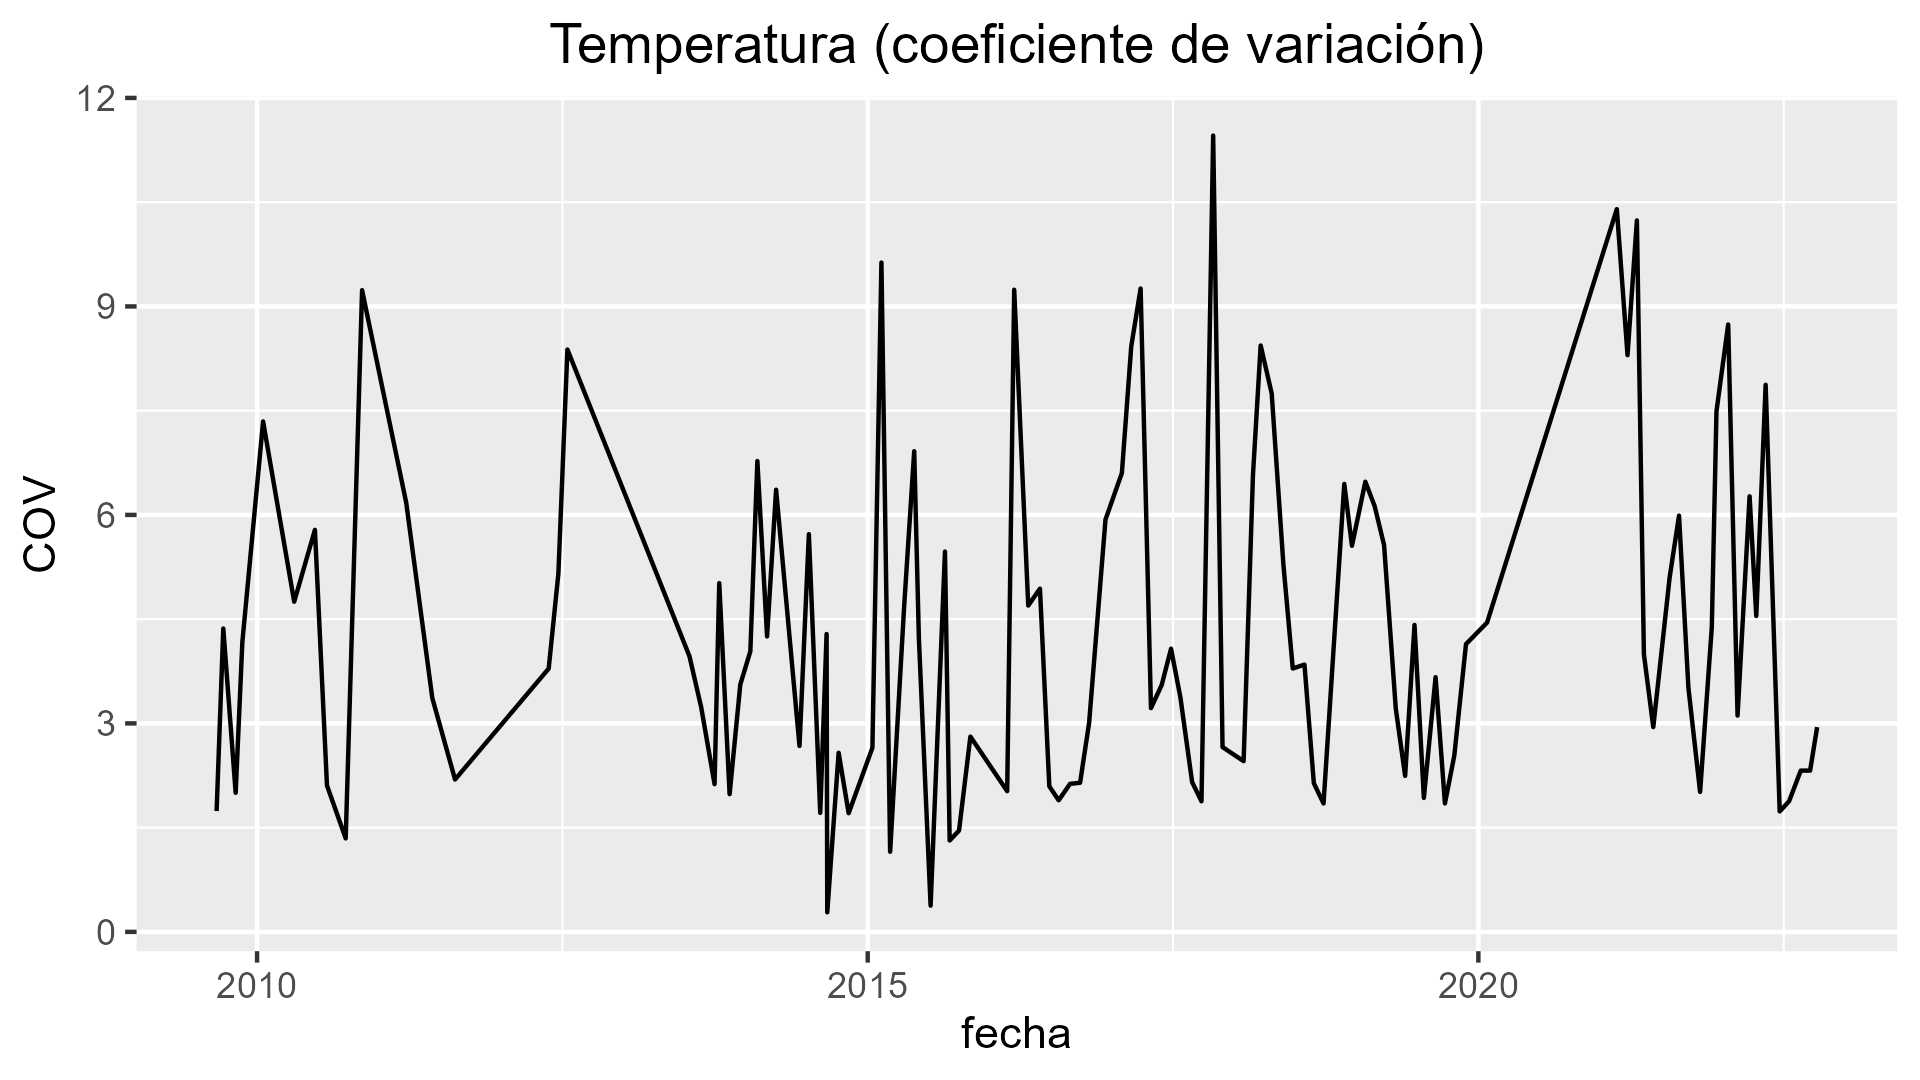 Temperatura (coeficiente de variación)
12
9
6
3
0
COV
2010
2015
2020
fecha